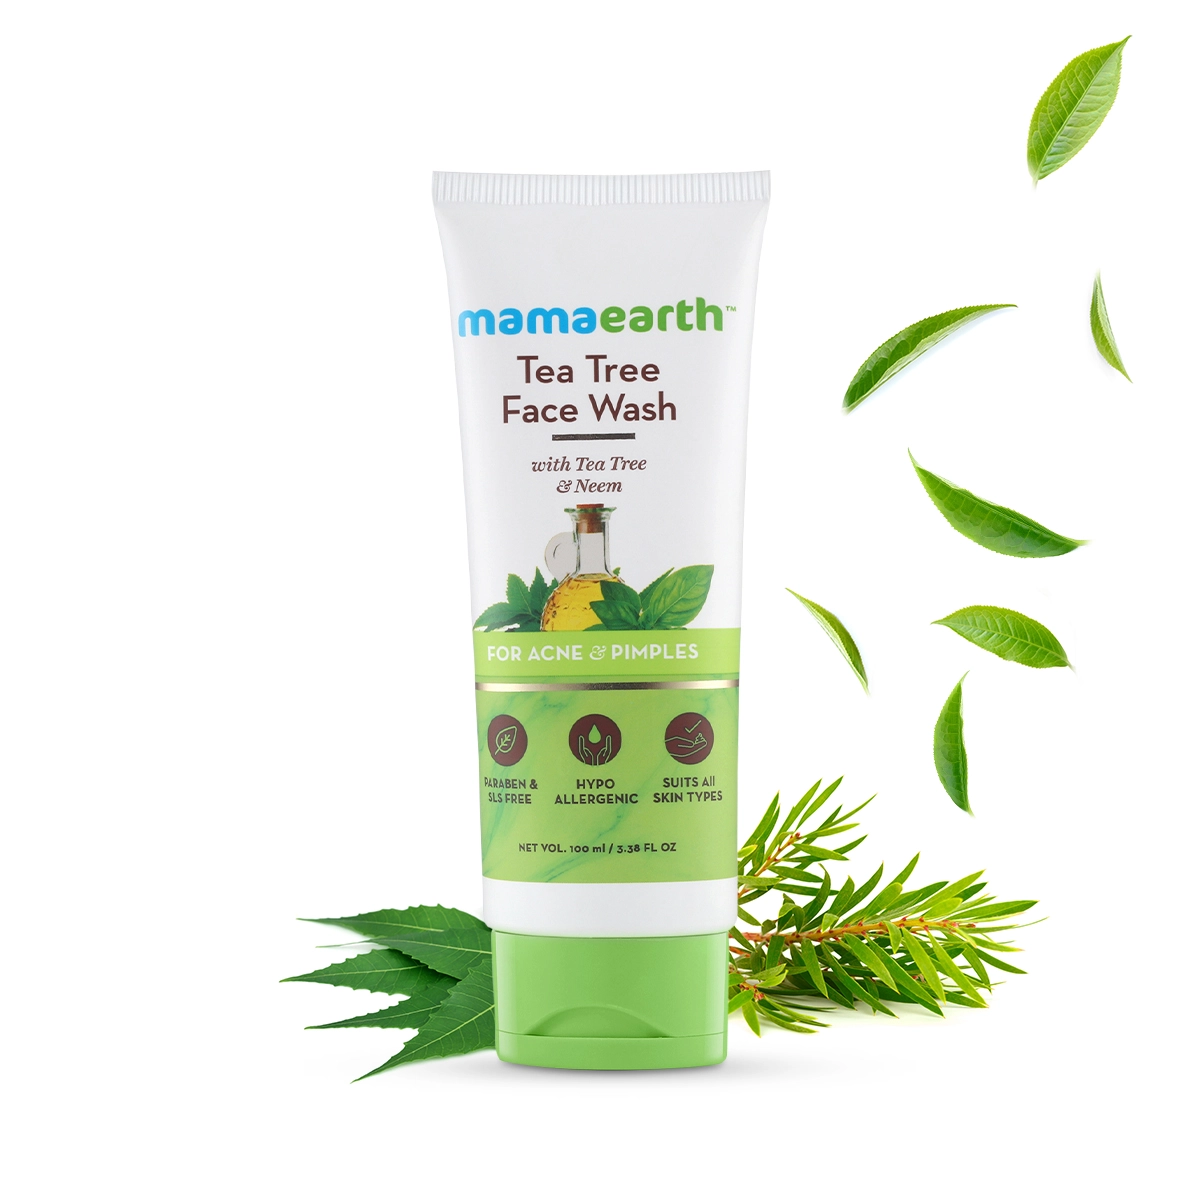 mamaearth™
Tea Tree
Face Wash
with Tea Tree
& Neem
FOR ACNE & PIMPLES
PARABEN &
SLS FREE
HYPO
ALLERGENIC
SUITS All
SKIN TYPES
NET VOL. 100 ml / 3.38 FL OZ